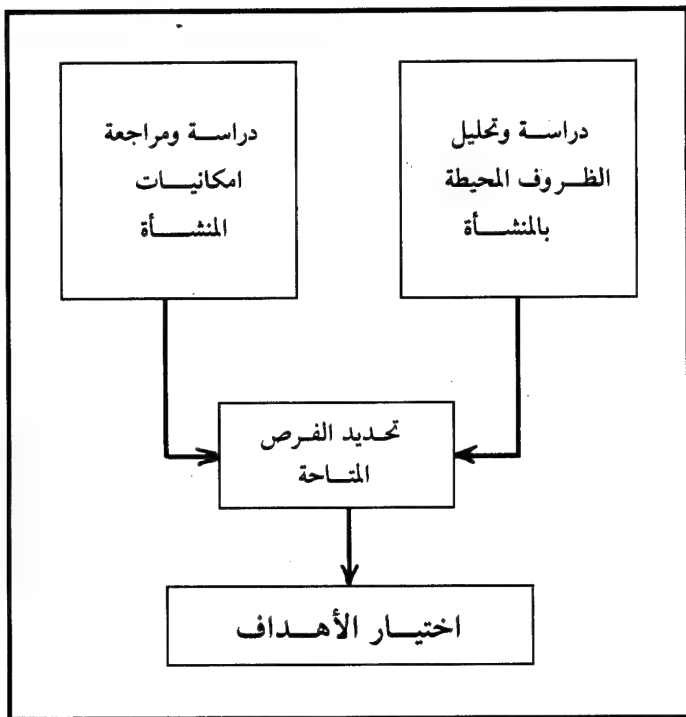 دراسة وتحليل
الظروف المحيطة
بالمنشأة
دراسة ومراجعة
امكانيات
المنشأة
تحديد الفرص
المتاحة
اختيار الأهداف